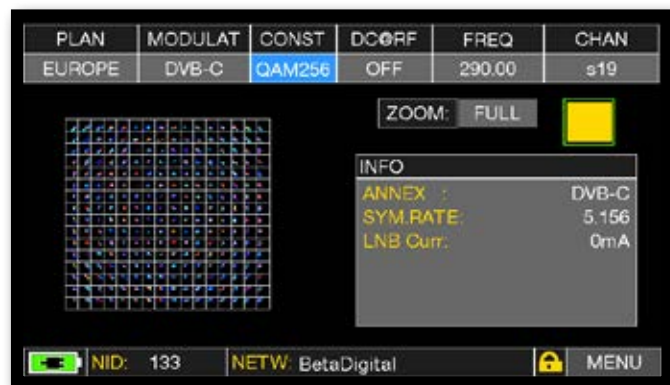 PLAN MODULAT CONST DC@RF FREQ CHAN
EUROPE DVB-C QAM256 OFF 290.00 s19
ZOOM: FULL
INFO
ANNEX : DVB-C
SYM.RATE: 5.156
LNB Curr: 0mA
NID: 133 NETW: BetaDigital MENU